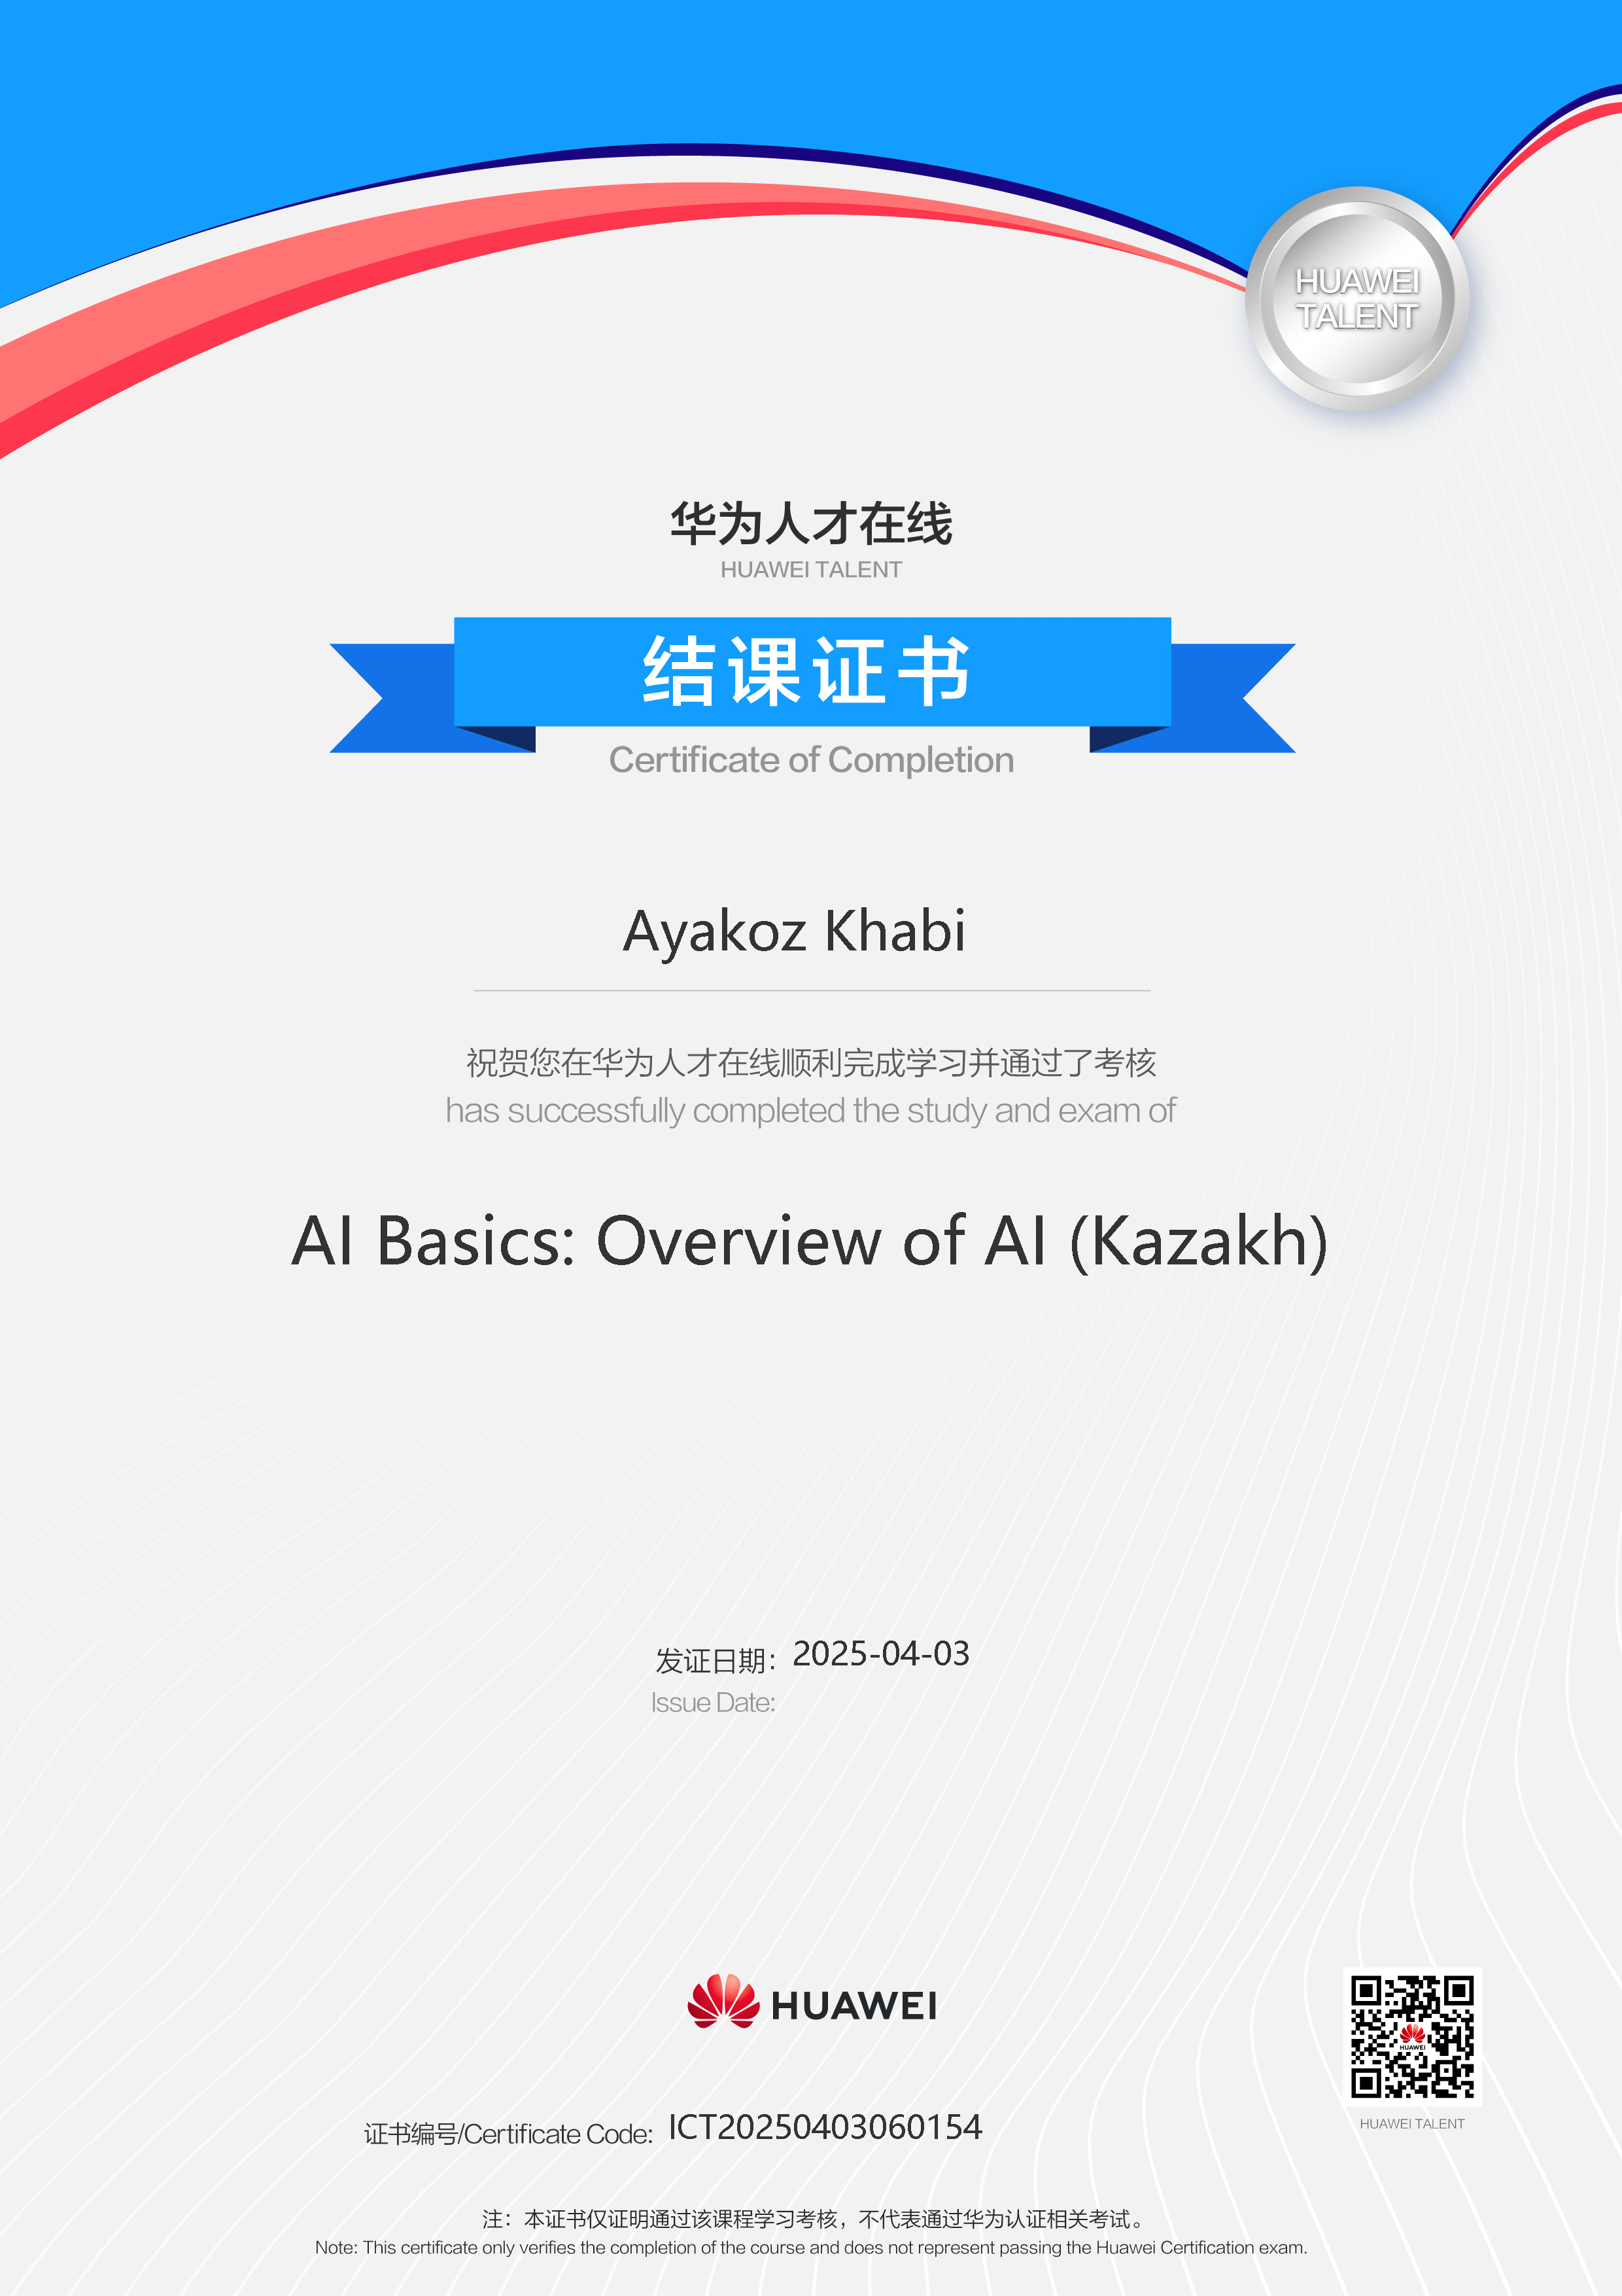 HUAWEI
TALENT
华为人才在线
HUAWEI TALENT
结课证书
Certificate of Completion
Ayakoz Khabi
祝贺您在华为人才在线顺利完成学习并通过了考核
has successfully completed the study and exam of
AI Basics: Overview of AI (Kazakh)
发证日期: 2025-04-03
Issue Date:
HUAWEI
HUAWEI
HUAWEI TALENT
证书编号/Certificate Code: ICT20250403060154
注：本证书仅证明通过该课程学习考核，不代表通过华为认证相关考试。
Note: This certificate only verifies the completion of the course and does not represent passing the Huawei Certification exam.